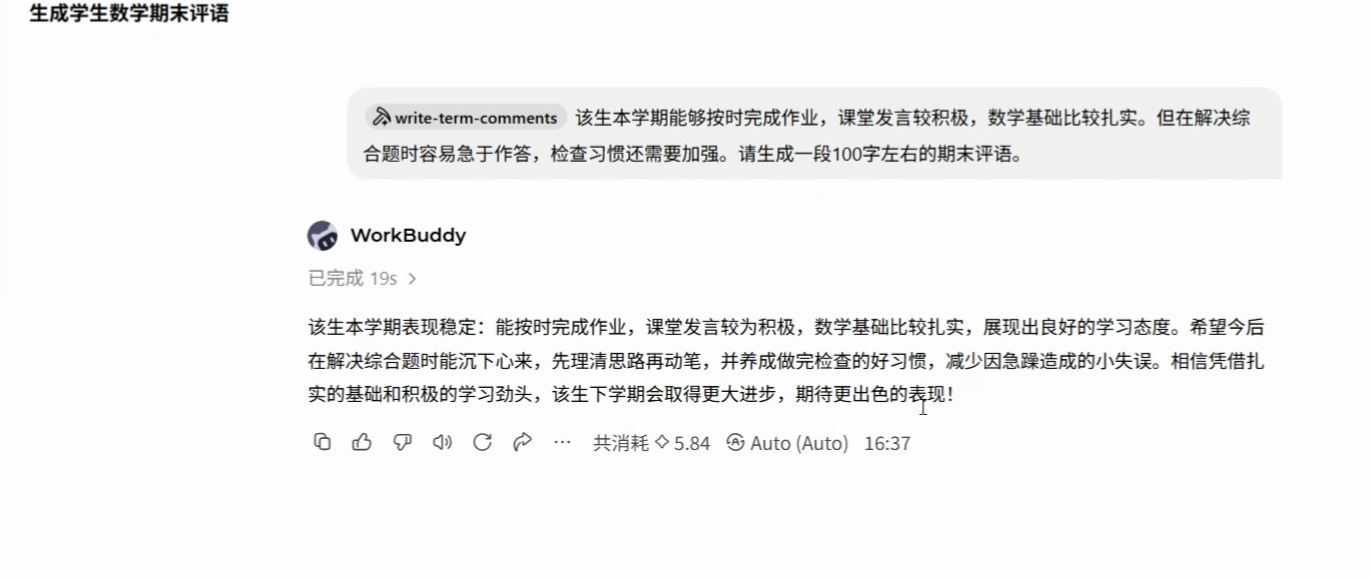 生成学生数学期末评语
write-term-comments 该生本学期能够按时完成作业，课堂发言较积极，数学基础比较扎实。但在解决综
合题时容易急于作答，检查习惯还需要加强。请生成一段100字左右的期末评语。
WorkBuddy
已完成 19s >
该生本学期表现稳定：能按时完成作业，课堂发言较为积极，数学基础比较扎实，展现出良好的学习态度。希望今后
在解决综合题时能沉下心来，先理清思路再动笔，并养成做完检查的好习惯，减少因急躁造成的小失误。相信凭借扎
实的基础和积极的学习劲头，该生下学期会取得更大进步，期待更出色的表现！
共消耗 5.84 Auto (Auto) 16:37